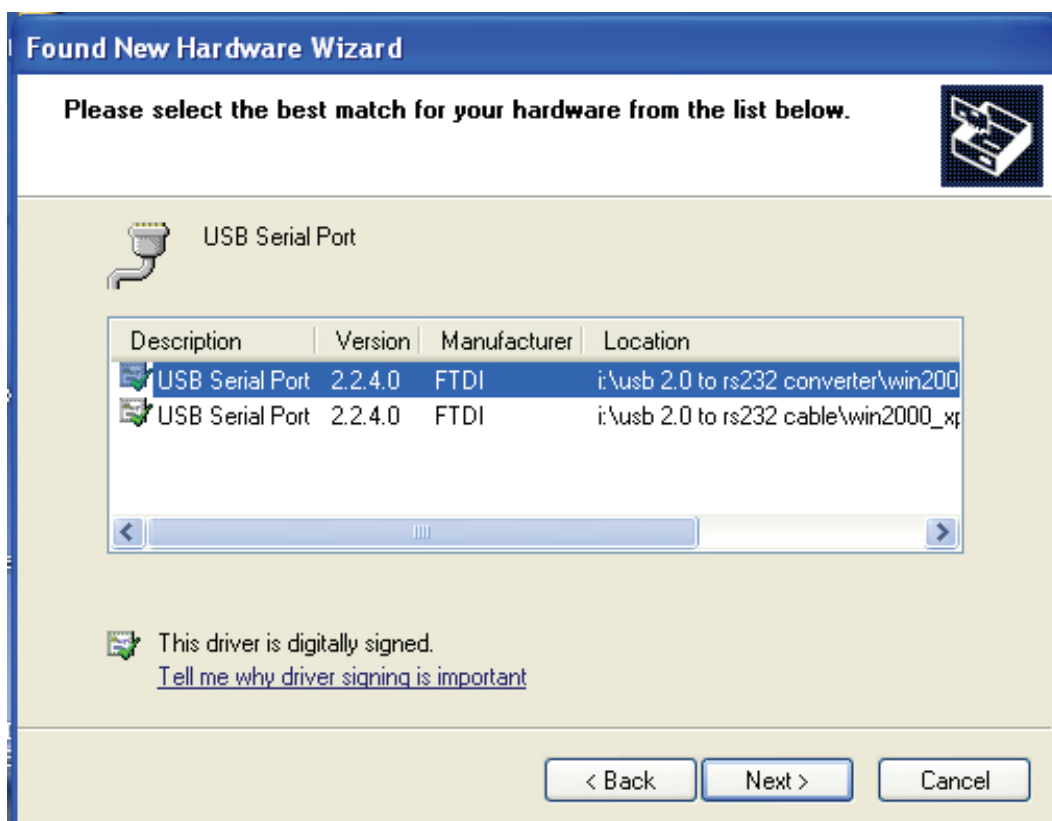 Found New Hardware Wizard
Please select the best match for your hardware from the list below.
USB Serial Port
Description Version Manufacturer Location
USB Serial Port 2.2.4.0 FTDI i:\usb 2.0 to rs232 converter\win200
USB Serial Port 2.2.4.0 FTDI i:\usb 2.0 to rs232 cable\win2000_xp
This driver is digitally signed.
Tell me why driver signing is important
< Back Next > Cancel